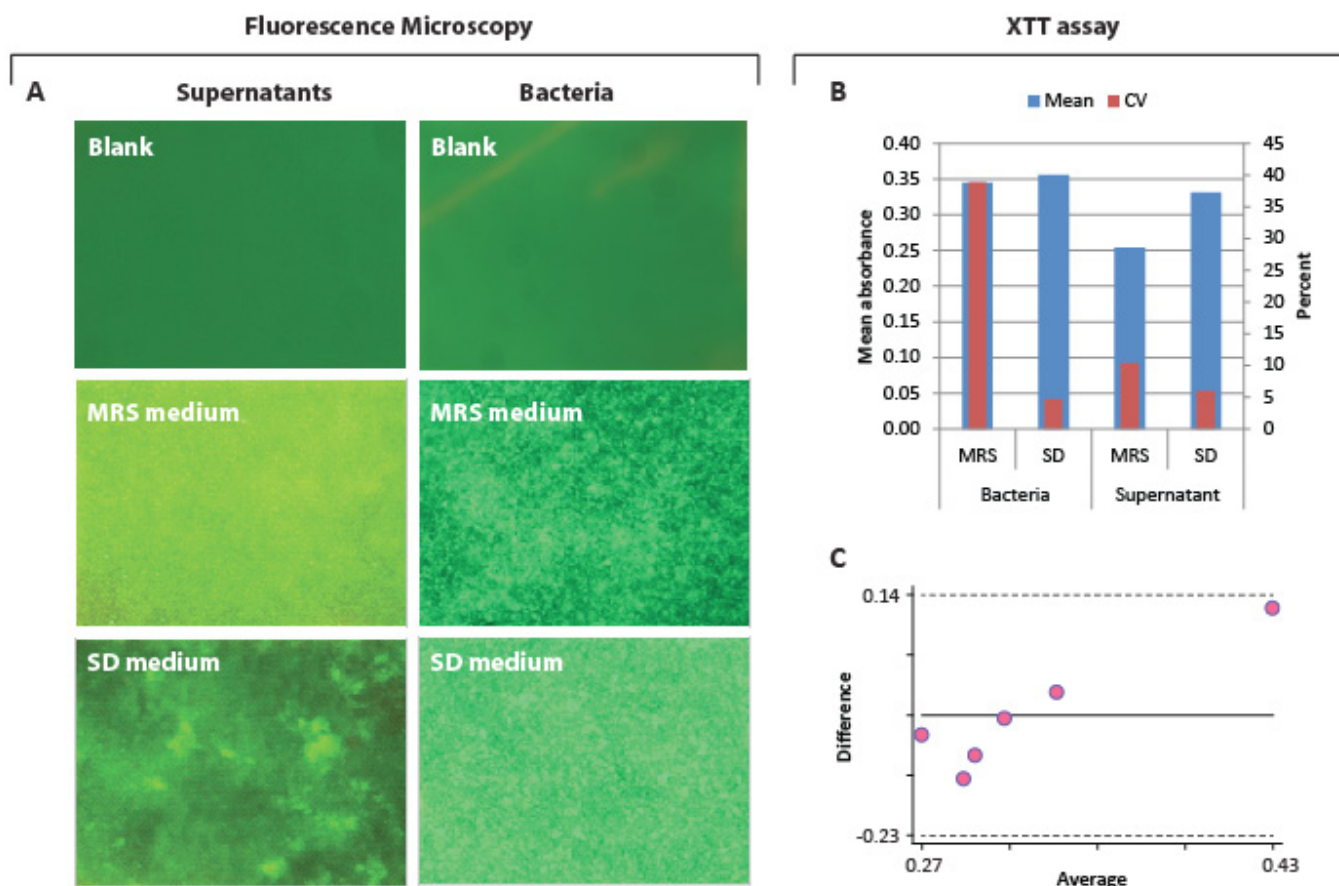 Fluorescence Microscopy
XTT assay
A
Supernatants
Bacteria
Blank
Blank
MRS medium
MRS medium
SD medium
SD medium
B
Mean
CV
Mean absorbance
0.40
0.35
0.30
0.25
0.20
0.15
0.10
0.05
0.00
45
40
35
30
25
20
15
10
5
0
Percent
MRS
SD
MRS
SD
Bacteria
Supernatant
C
Difference
0.14
-0.23
0.27
0.43
Average